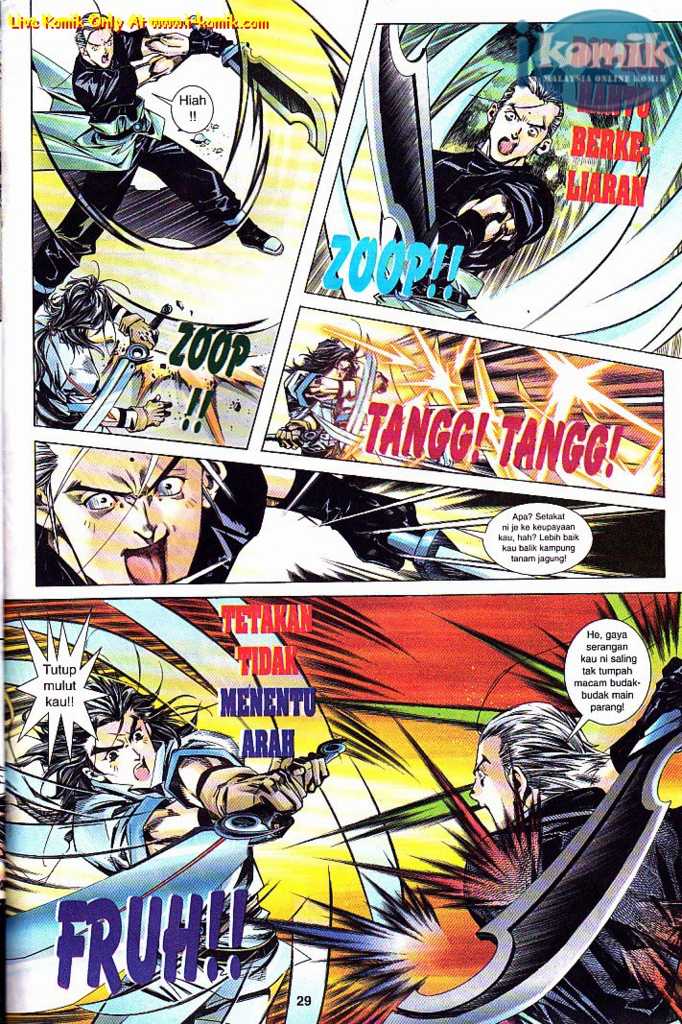 Live Komik Only At www.i-komik.com
Hiah
!!
ikomik
MALAYSIA ONLINE KOMIK
HANTU
BERKE-
LIARAN
ZOOP!!
ZOOP
!!
TANGG! TANGG!
Apa? Setakat
ni je ke keupayaan
kau, hah? Lebih baik
kau balik kampung
tanam jagung!
TETAKAN
TIDAK
MENENTU
ARAH
Tutup
mulut
kau!!
He, gaya
serangan
kau ni saling
tak tumpah
macam budak-
budak main
parang!
FRUH!!
29